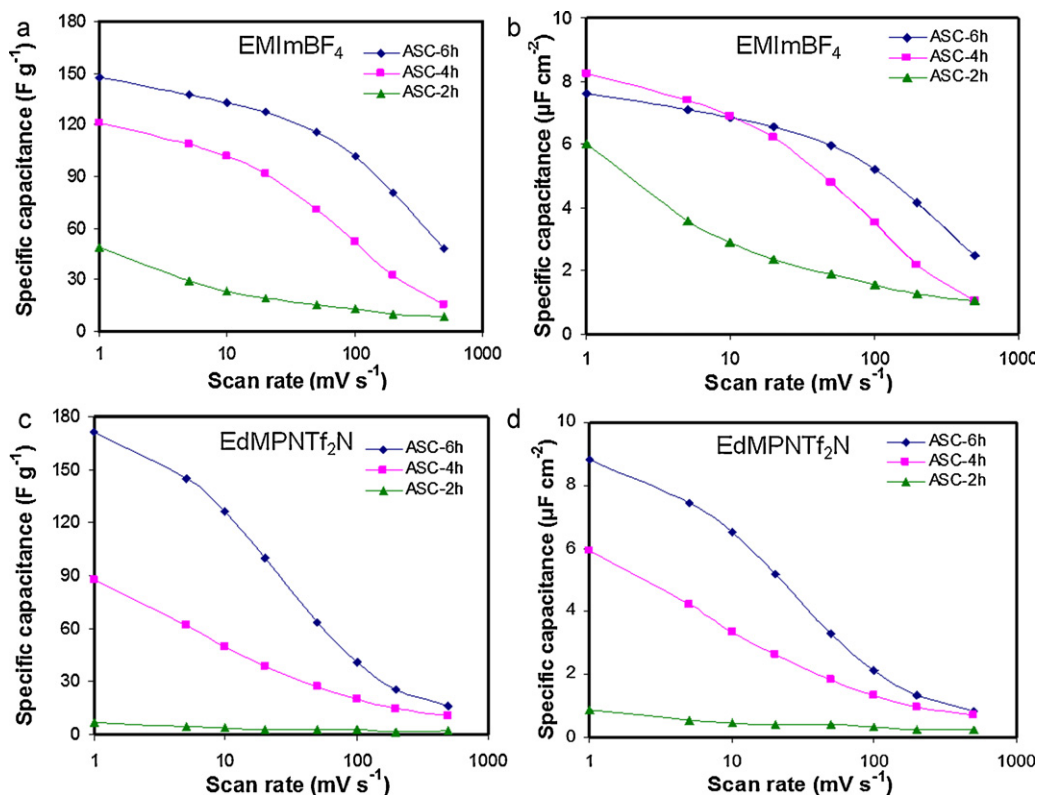 a
EMImBF₄
ASC-6h
ASC-4h
ASC-2h
Specific capacitance (F g⁻¹)
180
150
120
90
60
30
0
1 10 100 1000
Scan rate (mV s⁻¹)
b
EMImBF₄
ASC-6h
ASC-4h
ASC-2h
Specific capacitance (µF cm⁻²)
10
8
6
4
2
0
1 10 100 1000
Scan rate (mV s⁻¹)
c
EdMPNTf₂N
ASC-6h
ASC-4h
ASC-2h
Specific capacitance (F g⁻¹)
180
150
120
90
60
30
0
1 10 100 1000
Scan rate (mV s⁻¹)
d
EdMPNTf₂N
ASC-6h
ASC-4h
ASC-2h
Specific capacitance (µF cm⁻²)
10
8
6
4
2
0
1 10 100 1000
Scan rate (mV s⁻¹)